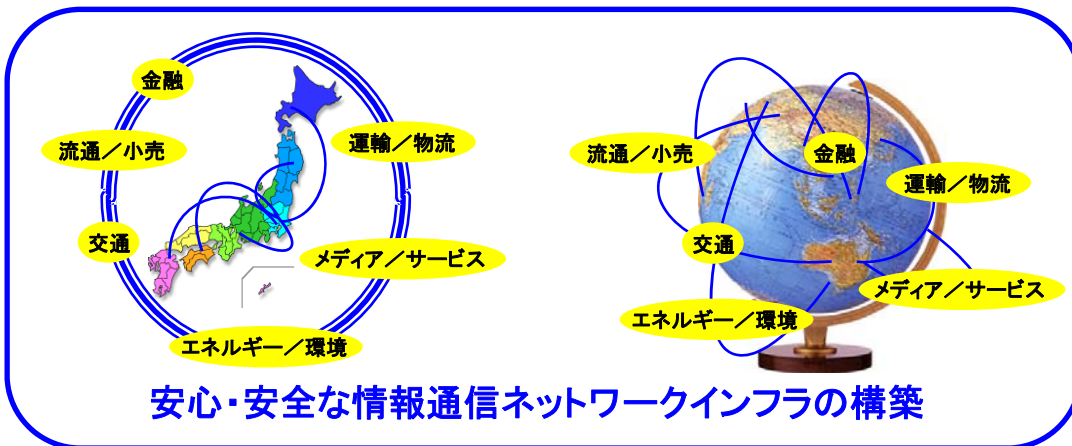 金融
流通／小売
運輸／物流
交通
メディア／サービス
エネルギー／環境
流通／小売
金融
運輸／物流
交通
メディア／サービス
エネルギー／環境
安心・安全な情報通信ネットワークインフラの構築